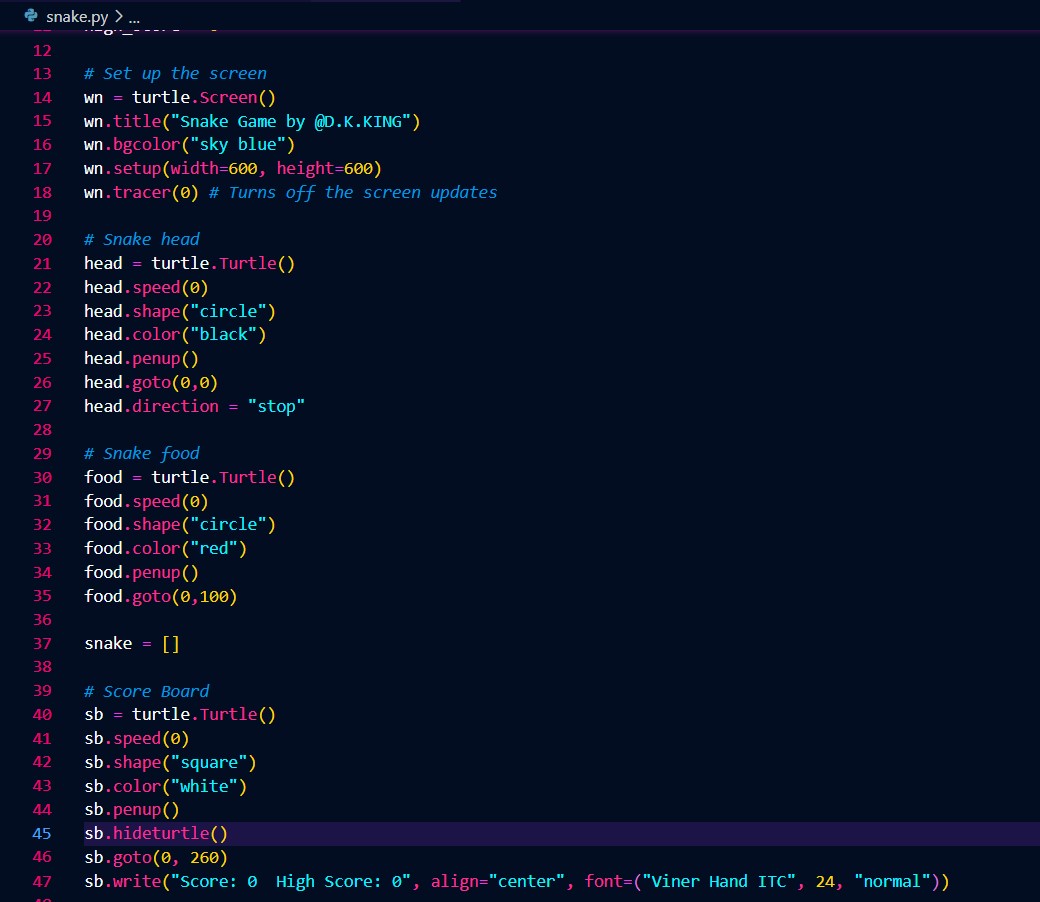 snake.py > ...
12
13 # Set up the screen
14 wn = turtle.Screen()
15 wn.title("Snake Game by @D.K.KING")
16 wn.bgcolor("sky blue")
17 wn.setup(width=600, height=600)
18 wn.tracer(0) # Turns off the screen updates
19
20 # Snake head
21 head = turtle.Turtle()
22 head.speed(0)
23 head.shape("circle")
24 head.color("black")
25 head.penup()
26 head.goto(0,0)
27 head.direction = "stop"
28
29 # Snake food
30 food = turtle.Turtle()
31 food.speed(0)
32 food.shape("circle")
33 food.color("red")
34 food.penup()
35 food.goto(0,100)
36
37 snake = []
38
39 # Score Board
40 sb = turtle.Turtle()
41 sb.speed(0)
42 sb.shape("square")
43 sb.color("white")
44 sb.penup()
45 sb.hideturtle()
46 sb.goto(0, 260)
47 sb.write("Score: 0  High Score: 0", align="center", font=("Viner Hand ITC", 24, "normal"))